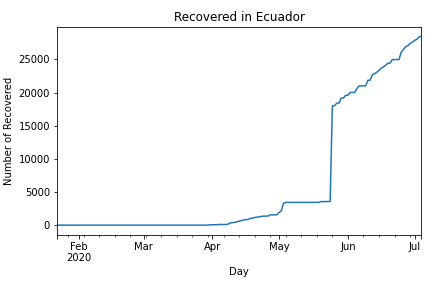 Recovered in Ecuador
Number of Recovered
25000
20000
15000
10000
5000
0
Feb
2020
Mar
Apr
May
Jun
Jul
Day